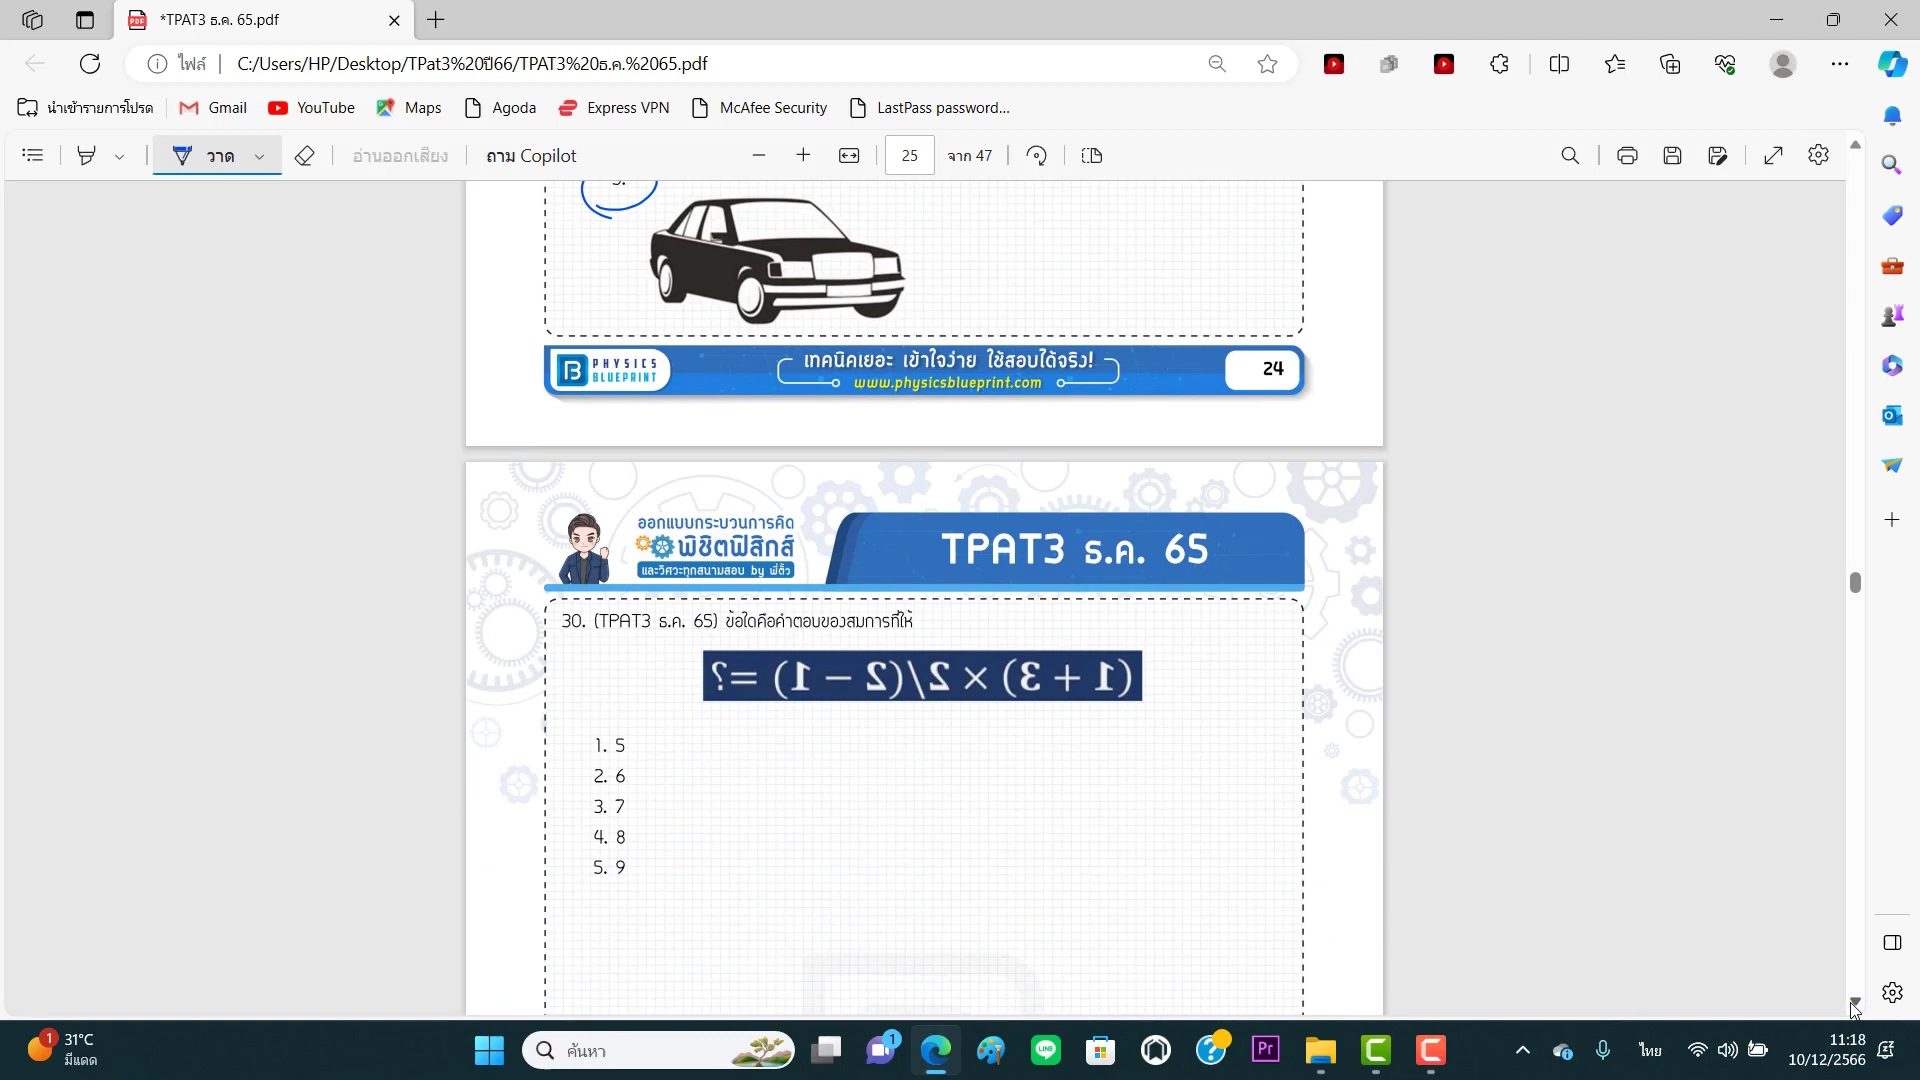 *TPAT3 ธ.ค. 65.pdf
ไฟล์ C:/Users/HP/Desktop/TPat3%20ปี66/TPAT3%20ธ.ค.%2065.pdf
นำเข้ารายการโปรด Gmail YouTube Maps Agoda Express VPN McAfee Security LastPass password...
วาด อ่านออกเสียง ถาม Copilot 25 จาก 47
PHYSICS
BLUEPRINT
เทคนิคเยอะ เข้าใจง่าย ใช้สอบได้จริง!
www.physicsblueprint.com
24
ออกแบบกระบวนการคิด
พิชิตฟิสิกส์
และวิศวะทุกสนามสอบ by พี่ติ้ว
TPAT3 ธ.ค. 65
30. (TPAT3 ธ.ค. 65) ข้อใดคือคำตอบของสมการที่ให้
(1 + 3) × 2/(2 − 1) =?
1. 5
2. 6
3. 7
4. 8
5. 9
1 31°C
มีแดด
ค้นหา
1
LINE
Pr
ไทย
11:18
10/12/2566